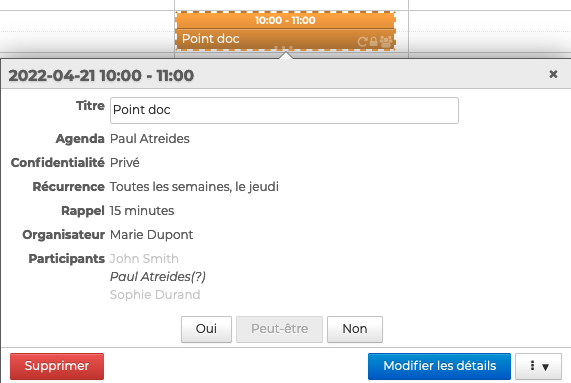 10:00 - 11:00
Point doc
2022-04-21 10:00 - 11:00 ×
Titre Point doc
Agenda Paul Atreides
Confidentialité Privé
Récurrence Toutes les semaines, le jeudi
Rappel 15 minutes
Organisateur Marie Dupont
Participants John Smith
Paul Atreides(?)
Sophie Durand
Oui Peut-être Non
Supprimer Modifier les détails